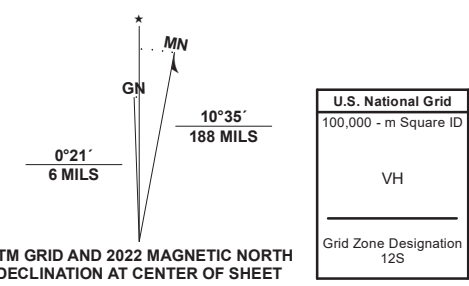 ★
MN
GN
10°35´
188 MILS
0°21´
6 MILS
TM GRID AND 2022 MAGNETIC NORTH
DECLINATION AT CENTER OF SHEET
U.S. National Grid
100,000 - m Square ID
VH
Grid Zone Designation
12S